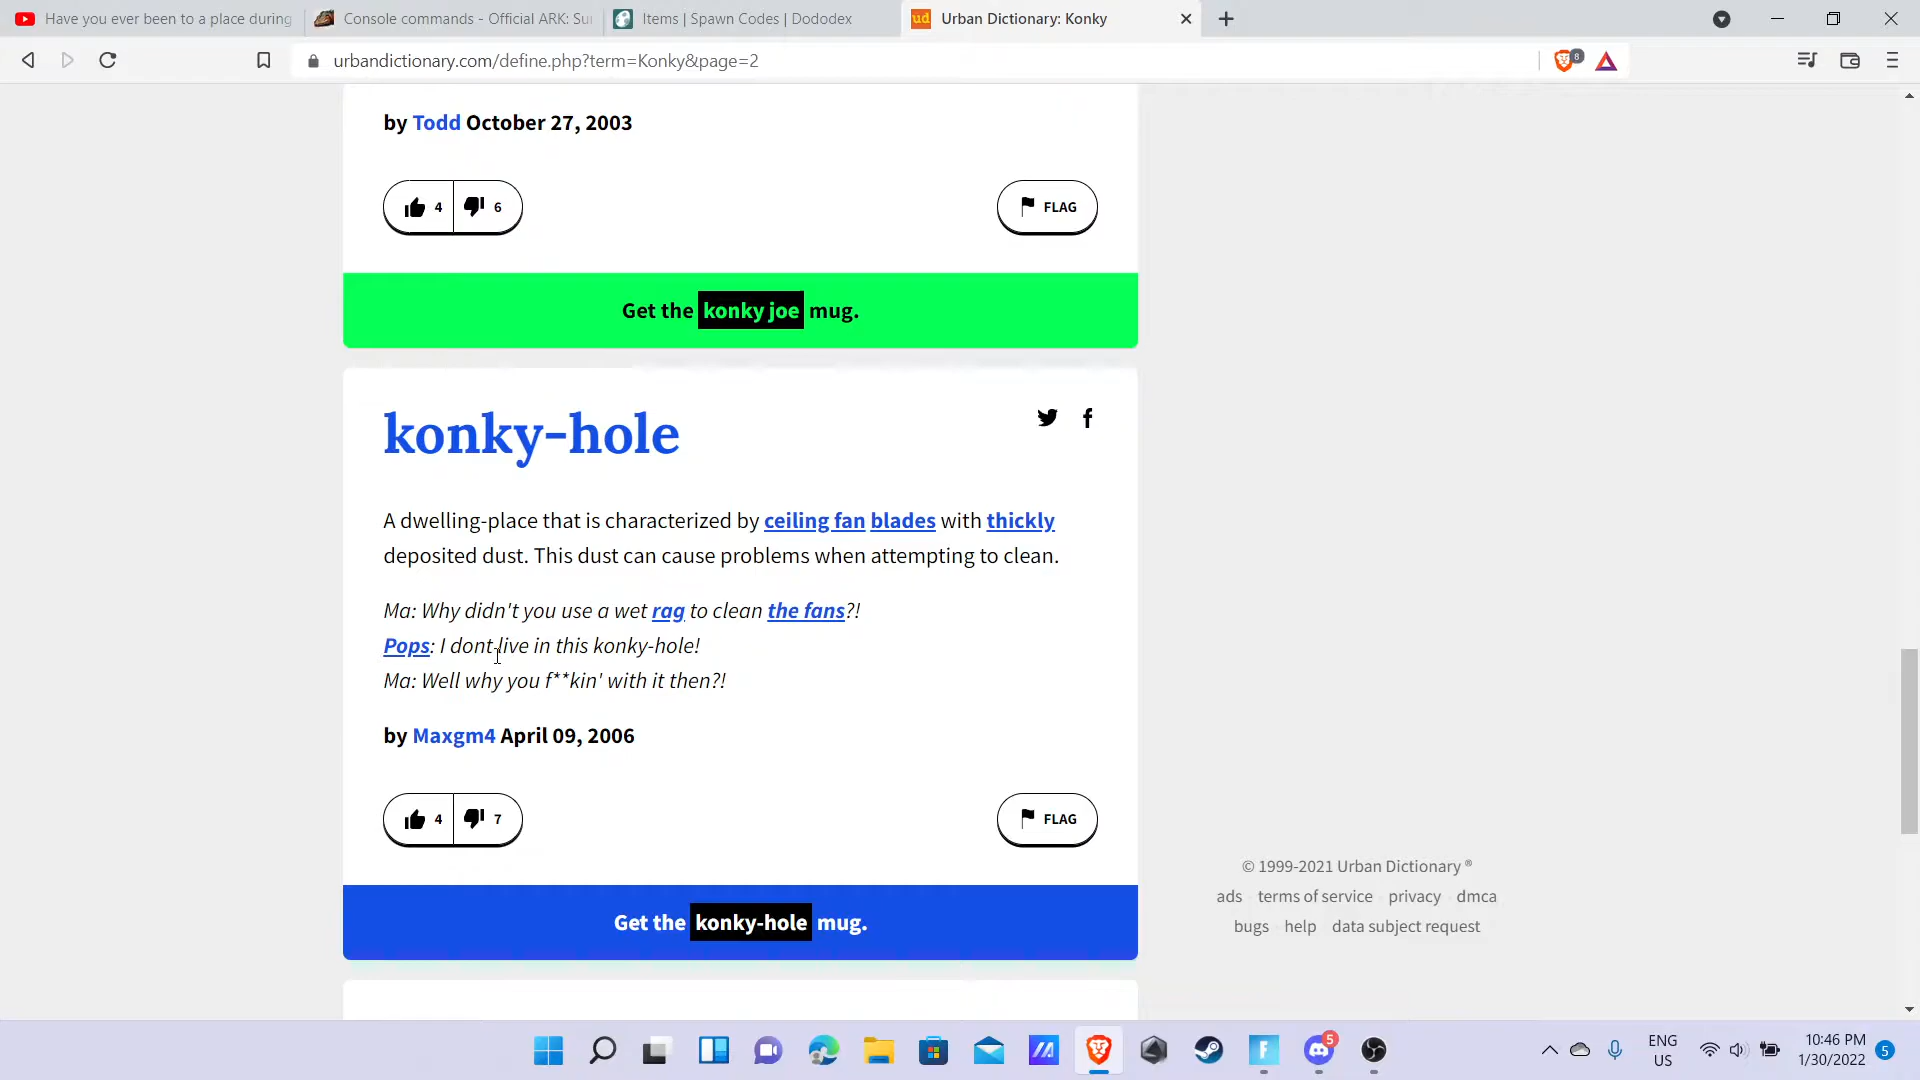 Have you ever been to a place during
Console commands - Official ARK: Su
Items | Spawn Codes | Dododex
ud Urban Dictionary: Konky
urbandictionary.com/define.php?term=Konky&page=2
8
by Todd October 27, 2003
4 6
FLAG
Get the konky joe mug.
konky-hole
A dwelling-place that is characterized by ceiling fan blades with thickly
deposited dust. This dust can cause problems when attempting to clean.
Ma: Why didn't you use a wet rag to clean the fans?!
Pops: I dont live in this konky-hole!
Ma: Well why you f**kin' with it then?!
by Maxgm4 April 09, 2006
4 7
FLAG
Get the konky-hole mug.
© 1999-2021 Urban Dictionary ®
ads terms of service privacy dmca
bugs help data subject request
F
5
ENG
US
10:46 PM
1/30/2022
5